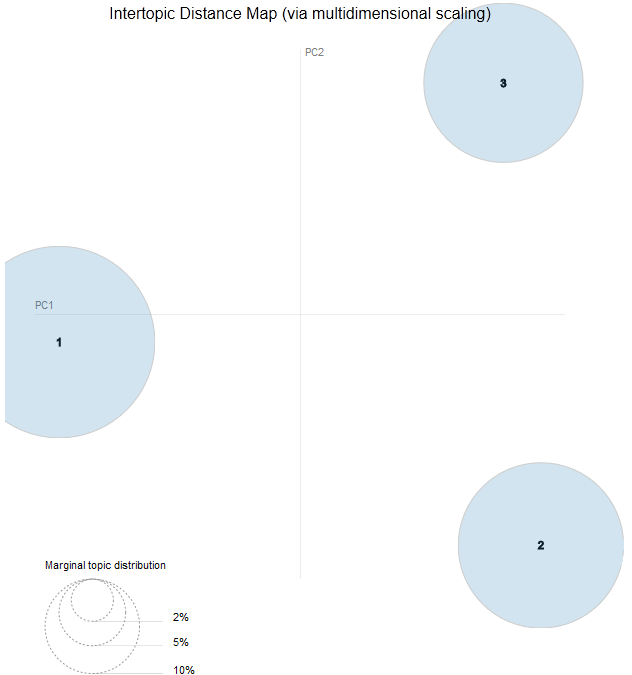 Intertopic Distance Map (via multidimensional scaling)
PC2
3
PC1
1
2
Marginal topic distribution
2%
5%
10%